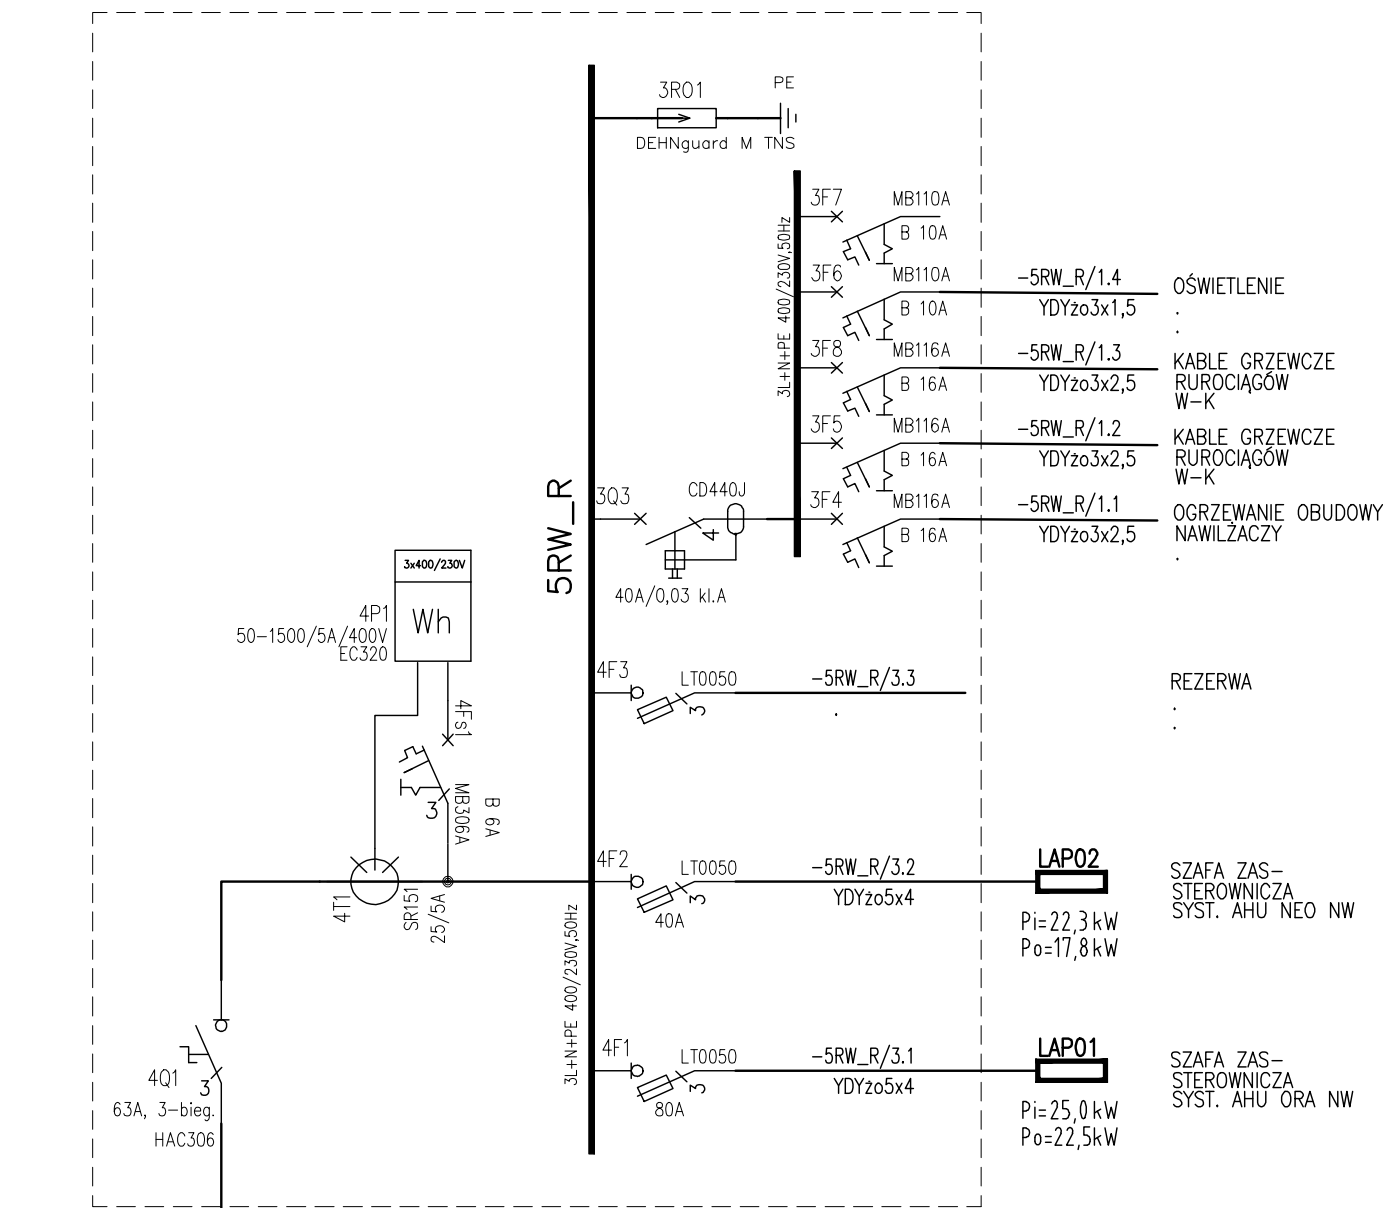 3RO1
PE
DEHNguard M TNS
3F7
MB110A
B 10A
3L+N+PE 400/230V,50Hz
3F6
MB110A
B 10A
-5RW_R/1.4
YDYżo3x1,5
OŚWIETLENIE
.
.
3F8
MB116A
B 16A
-5RW_R/1.3
YDYżo3x2,5
KABLE GRZEWCZE
RUROCIĄGÓW
W-K
3F5
MB116A
B 16A
-5RW_R/1.2
YDYżo3x2,5
KABLE GRZEWCZE
RUROCIĄGÓW
W-K
5RW_R
3Q3
CD440J
4
40A/0,03 kl.A
3F4
MB116A
B 16A
-5RW_R/1.1
YDYżo3x2,5
OGRZEWANIE OBUDOWY
NAWILŻACZY
.
3x400/230V
Wh
4P1
50-1500/5A/400V
EC320
4F3
LT0050
3
-5RW_R/3.3
.
REZERWA
.
.
4Fs1
3
MB306A
B 6A
4T1
SR151
25/5A
4F2
LT0050
3
40A
-5RW_R/3.2
YDYżo5x4
LAP02
Pi=22,3kW
Po=17,8kW
SZAFA ZAS-
STEROWNICZA
SYST. AHU NEO NW
3L+N+PE 400/230V,50Hz
4F1
LT0050
3
80A
-5RW_R/3.1
YDYżo5x4
LAP01
Pi=25,0kW
Po=22,5kW
SZAFA ZAS-
STEROWNICZA
SYST. AHU ORA NW
4Q1
3
63A, 3-bieg.
HAC306